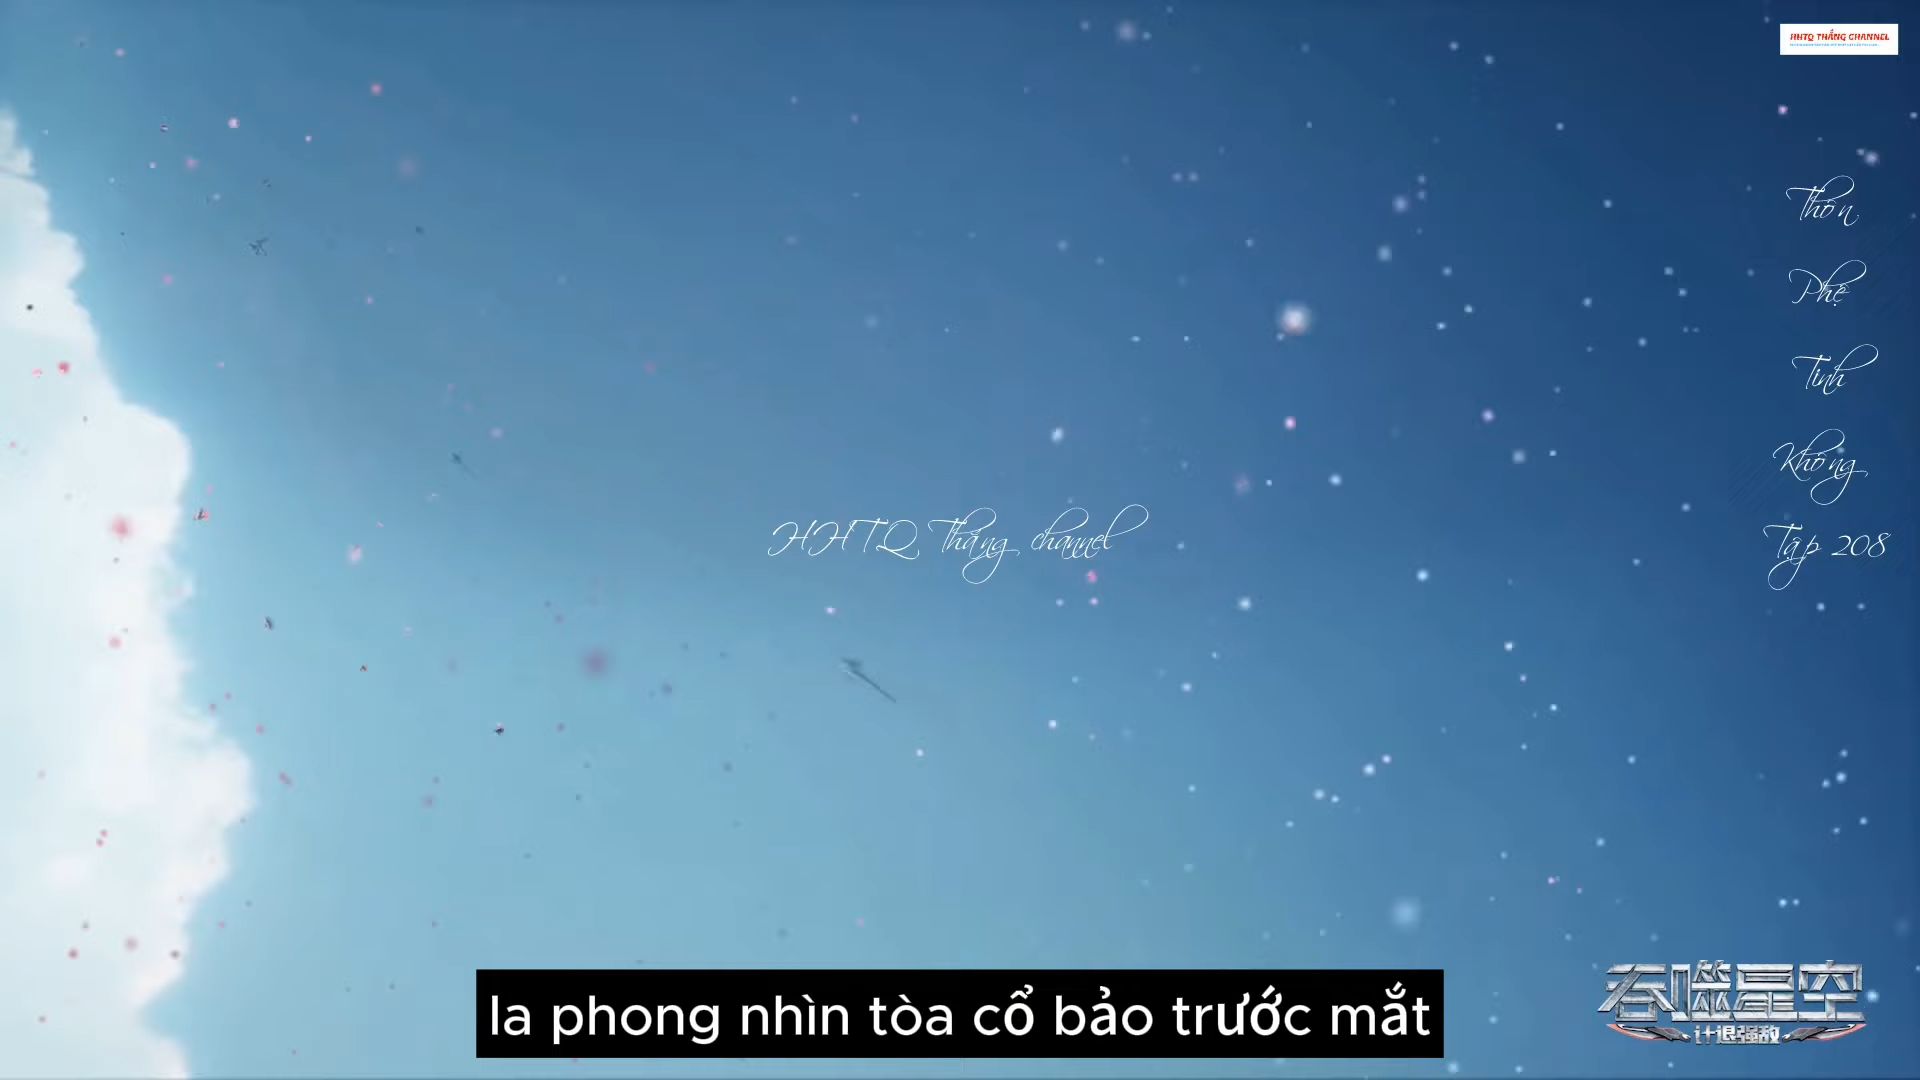 HHTQ THẮNG CHANNEL
Thôn
Phệ
Tinh
Không
Tập 208
HHTQ Thắng channel
la phong nhìn tòa cổ bảo trước mắt
吞噬星空
计退强敌